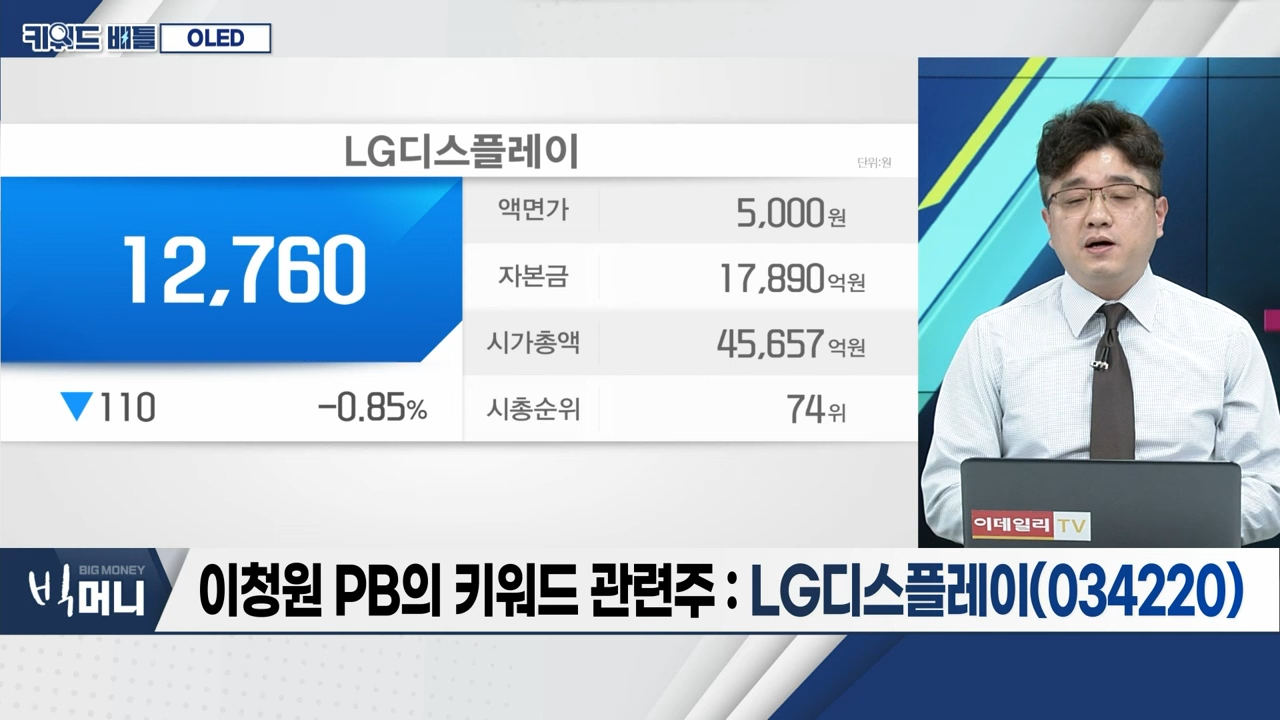 키워드 배틀 OLED
LG디스플레이
단위:원
12,760
▼110 -0.85%
액면가 5,000원
자본금 17,890억원
시가총액 45,657억원
시총순위 74위
이데일리 TV
BIG MONEY
빅머니
이청원 PB의 키워드 관련주 : LG디스플레이(034220)